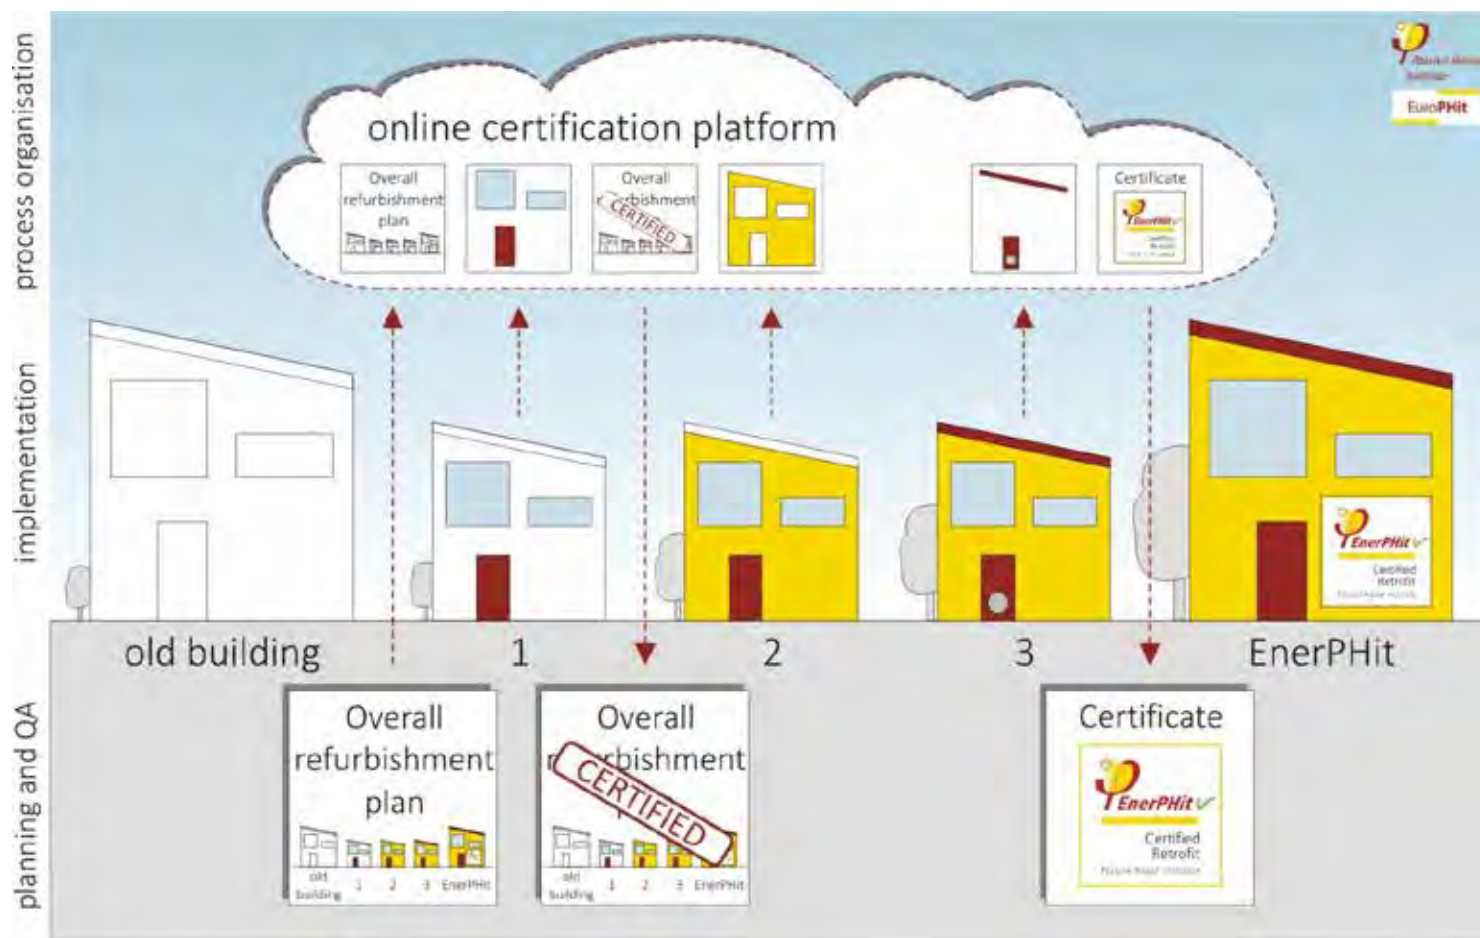 process organisation
implementation
planning and QA
EuroPHit
online certification platform
Overall
refurbishment
plan
Overall
CERTIFIED
Certificate
EnerPHit
EnerPHit
Certified
Retrofit
old building
1
2
3
EnerPHit
Overall
refurbishment
plan
old
building
1
2
3
EnerPHit
Overall
CERTIFIED
old
building
1
2
3
EnerPHit
Certificate
EnerPHit
Certified
Retrofit